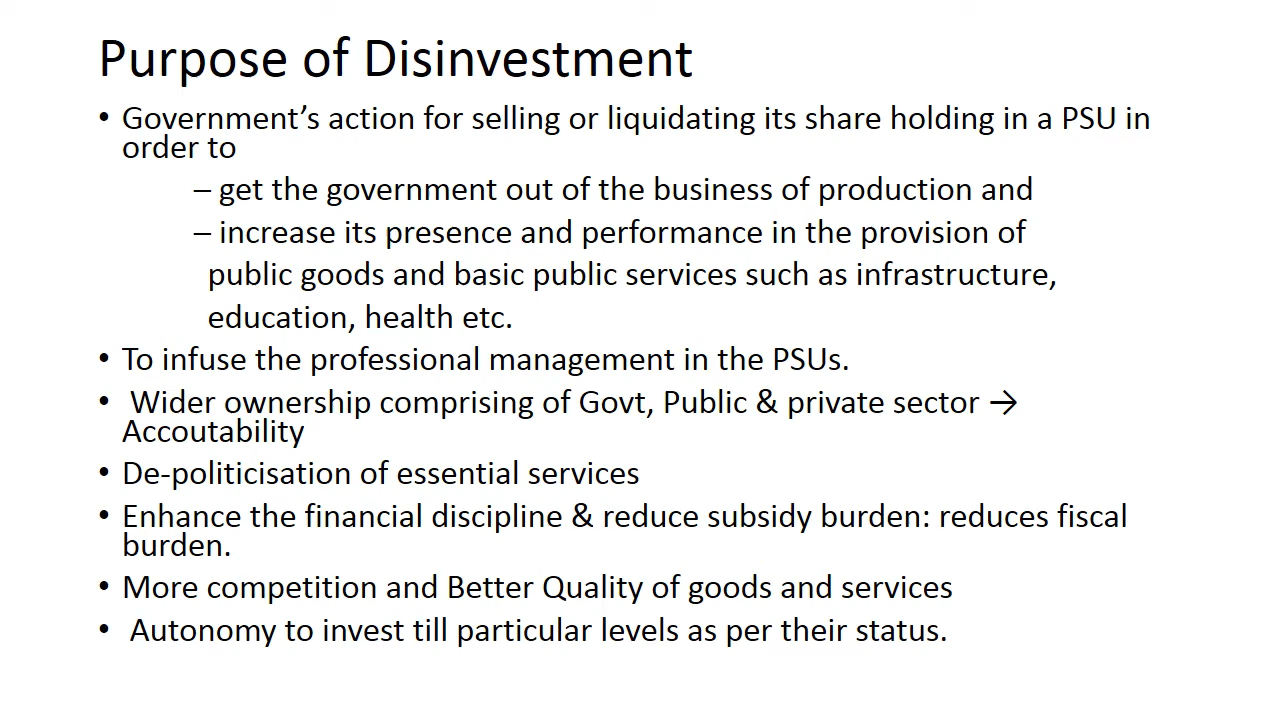 Purpose of Disinvestment
• Government’s action for selling or liquidating its share holding in a PSU in
order to
– get the government out of the business of production and
– increase its presence and performance in the provision of
public goods and basic public services such as infrastructure,
education, health etc.
• To infuse the professional management in the PSUs.
• Wider ownership comprising of Govt, Public & private sector →
Accoutability
• De-politicisation of essential services
• Enhance the financial discipline & reduce subsidy burden: reduces fiscal
burden.
• More competition and Better Quality of goods and services
• Autonomy to invest till particular levels as per their status.